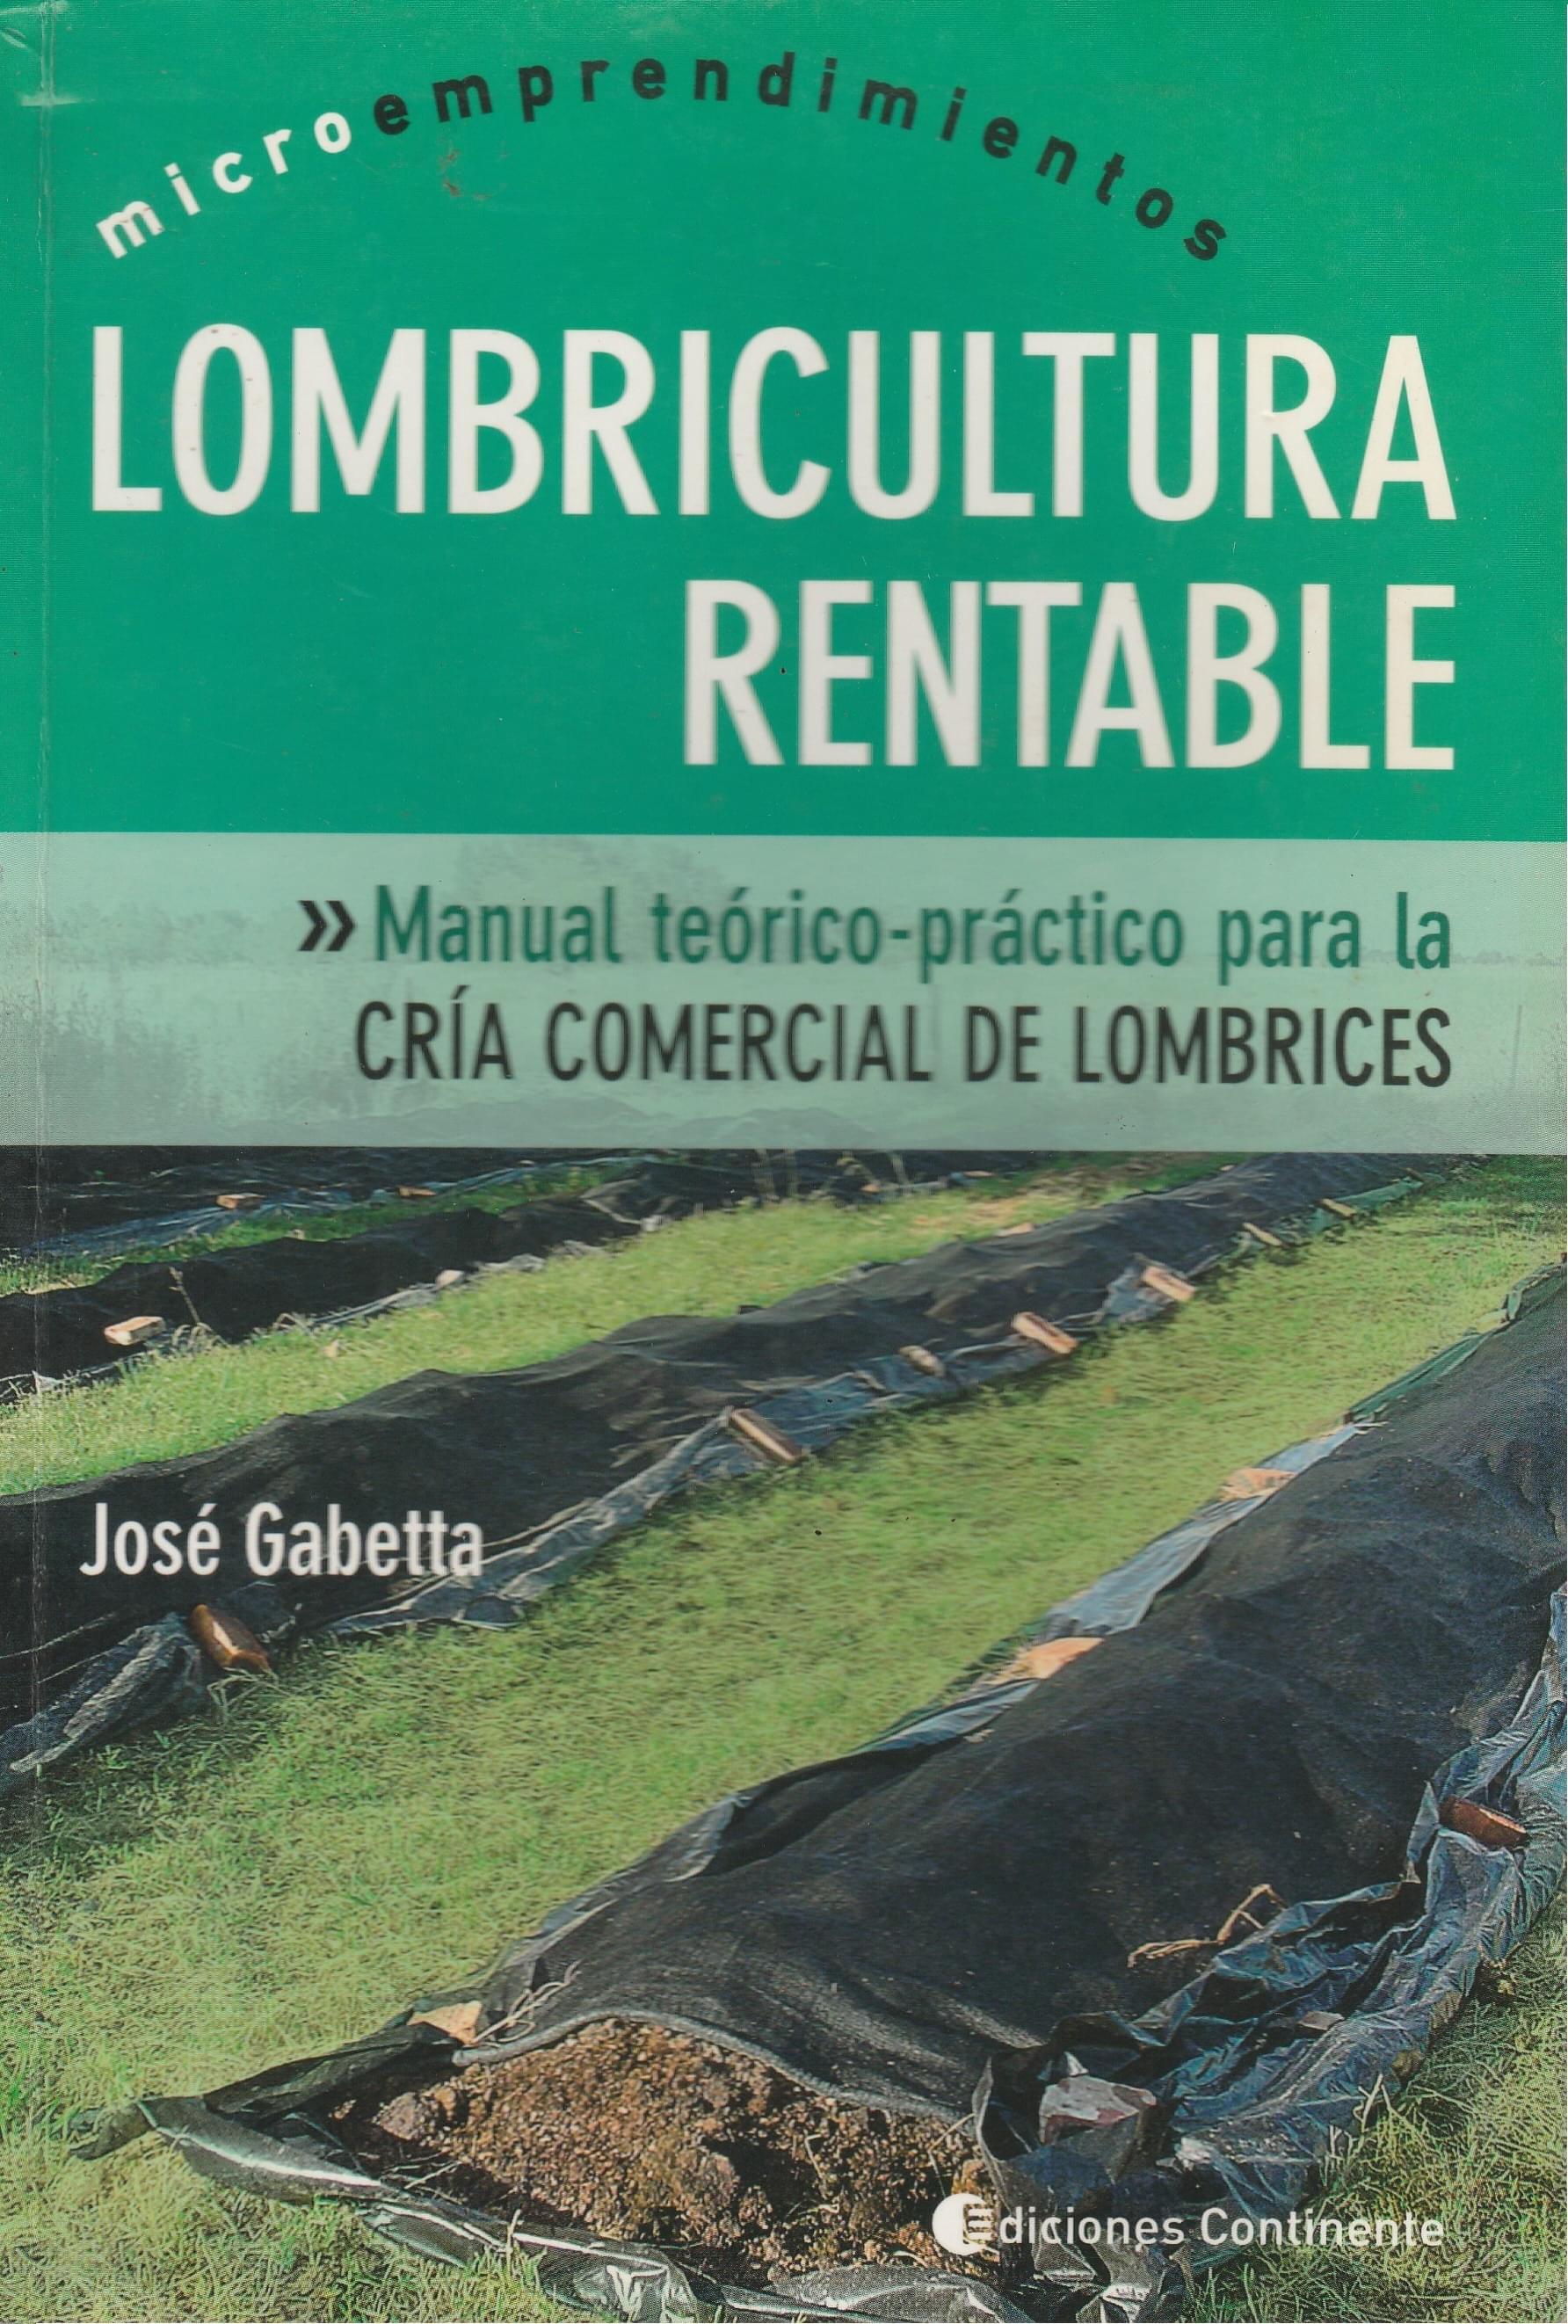 microemprendimientos
LOMBRICULTURA
RENTABLE
» Manual teórico-práctico para la
CRÍA COMERCIAL DE LOMBRICES
José Gabetta
Ediciones Continente